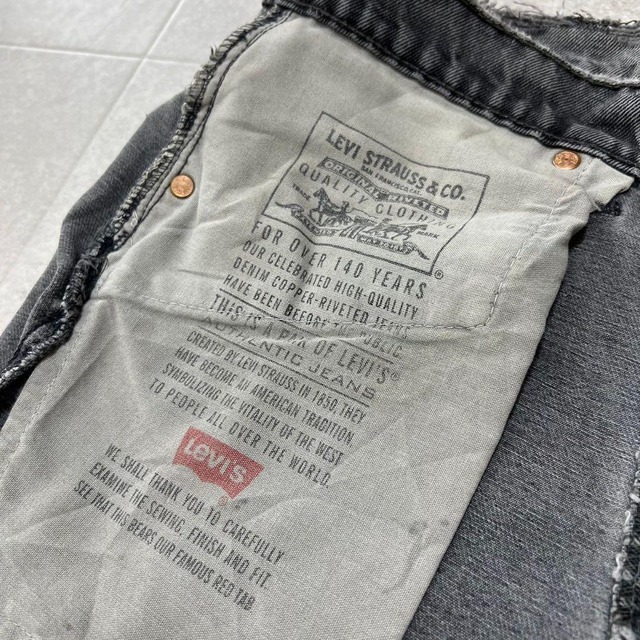 LEVI STRAUSS & CO.
SAN FRANCISCO, CAL
QUALITY CLOTHING
®
FOR OVER 140 YEARS
OUR CELEBRATED HIGH-QUALITY
DENIM COPPER-RIVETED JEANS
HAVE BEEN BEFORE THE PUBLIC
THIS IS A PAIR OF LEVI'S®
AUTHENTIC JEANS
CREATED BY LEVI STRAUSS IN 1850, THEY
HAVE BECOME AN AMERICAN TRADITION
SYMBOLIZING THE VITALITY OF THE WEST
TO PEOPLE ALL OVER THE WORLD.
Levi's
®
WE SHALL THANK YOU TO CAREFULLY
EXAMINE THE SEWING, FINISH AND FIT.
SEE THAT THIS BEARS OUR FAMOUS RED TAB.